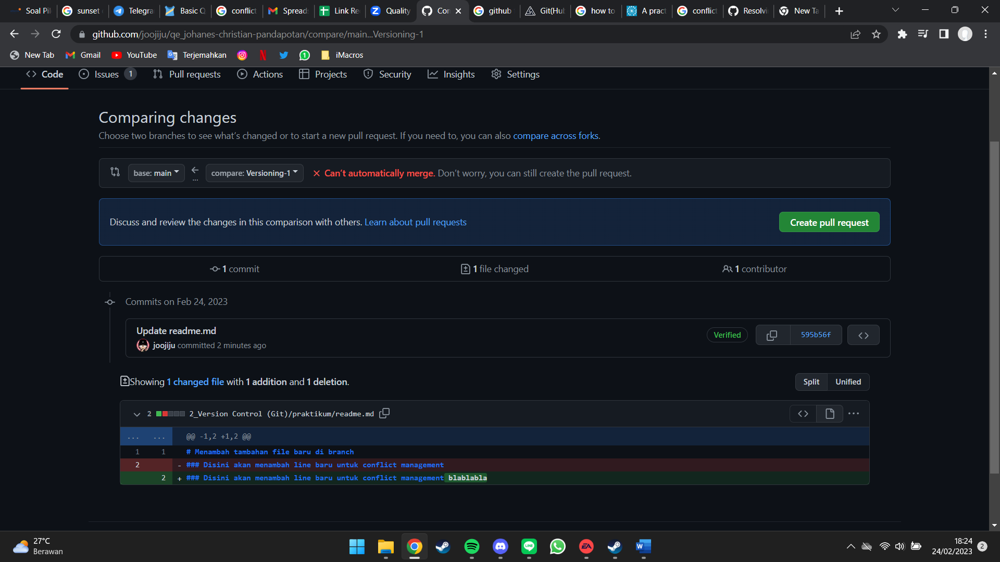 Soal Pil
sunset
Telegra
Basic Q
conflict
Spreads
Link Re
Quality
Con
github
Git(Hub
how to
A pract
conflict
Resolvi
New Ta
github.com/joojiju/qe_johanes-christian-pandapotan/compare/main...Versioning-1
New Tab
Gmail
YouTube
Terjemahkan
iMacros
Code
Issues 1
Pull requests
Actions
Projects
Security
Insights
Settings
Comparing changes
Choose two branches to see what's changed or to start a new pull request. If you need to, you can also compare across forks.
base: main
...
compare: Versioning-1
Can't automatically merge. Don't worry, you can still create the pull request.
Discuss and review the changes in this comparison with others. Learn about pull requests
Create pull request
1 commit
1 file changed
1 contributor
Commits on Feb 24, 2023
Update readme.md
joojiju committed 2 minutes ago
Verified
595b56f
Showing 1 changed file with 1 addition and 1 deletion.
Split
Unified
2 2_Version Control (Git)/praktikum/readme.md
... ... @@ -1,2 +1,2 @@
1 1 # Menambah tambahan file baru di branch
2 - ### Disini akan menambah line baru untuk conflict management
2 + ### Disini akan menambah line baru untuk conflict management blablabla
27°C
Berawan
18:24
24/02/2023
2